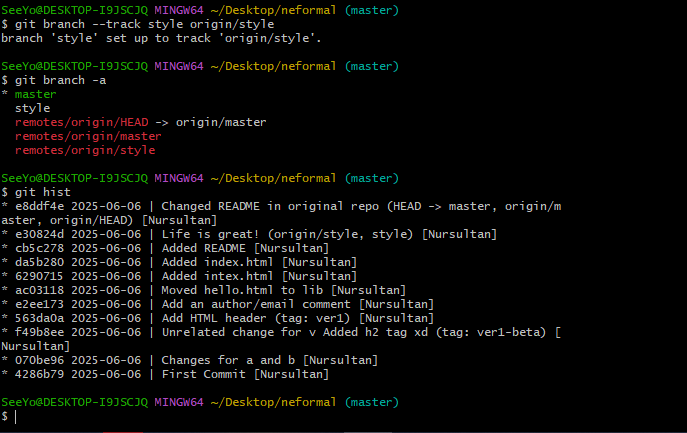 SeeYo@DESKTOP-I9JSCJQ MINGW64 ~/Desktop/neformal (master)
$ git branch --track style origin/style
branch 'style' set up to track 'origin/style'.
SeeYo@DESKTOP-I9JSCJQ MINGW64 ~/Desktop/neformal (master)
$ git branch -a
* master
  style
  remotes/origin/HEAD -> origin/master
  remotes/origin/master
  remotes/origin/style
SeeYo@DESKTOP-I9JSCJQ MINGW64 ~/Desktop/neformal (master)
$ git hist
* e8ddf4e 2025-06-06 | Changed README in original repo (HEAD -> master, origin/m
aster, origin/HEAD) [Nursultan]
* e30824d 2025-06-06 | Life is great! (origin/style, style) [Nursultan]
* cb5c278 2025-06-06 | Added README [Nursultan]
* da5b280 2025-06-06 | Added index.html [Nursultan]
* 6290715 2025-06-06 | Added intex.html [Nursultan]
* ac03118 2025-06-06 | Moved hello.html to lib [Nursultan]
* e2ee173 2025-06-06 | Add an author/email comment [Nursultan]
* 563da0a 2025-06-06 | Add HTML header (tag: ver1) [Nursultan]
* f49b8ee 2025-06-06 | Unrelated change for v Added h2 tag xd (tag: ver1-beta) [
Nursultan]
* 070be96 2025-06-06 | Changes for a and b [Nursultan]
* 4286b79 2025-06-06 | First Commit [Nursultan]
SeeYo@DESKTOP-I9JSCJQ MINGW64 ~/Desktop/neformal (master)
$